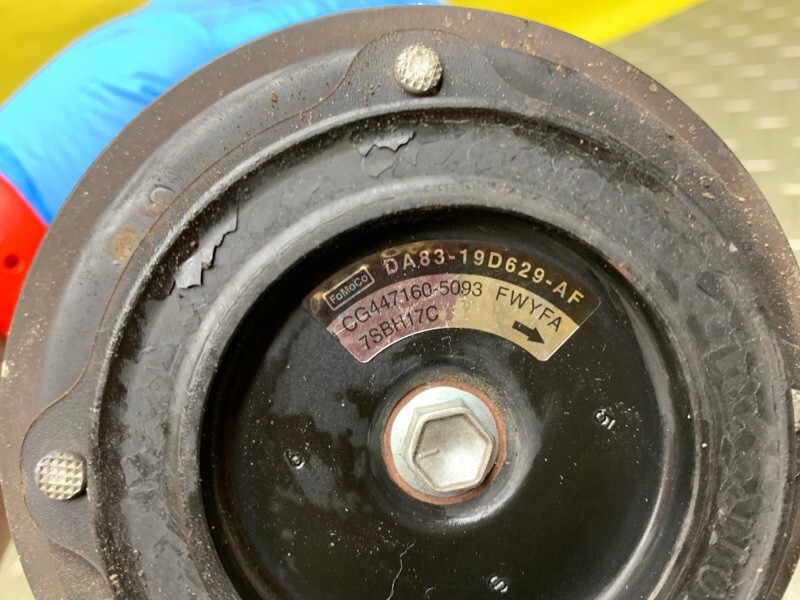 FoMoCo
DA83-19D629-AF
CG447160-5093 FWYFA
7SBH17C